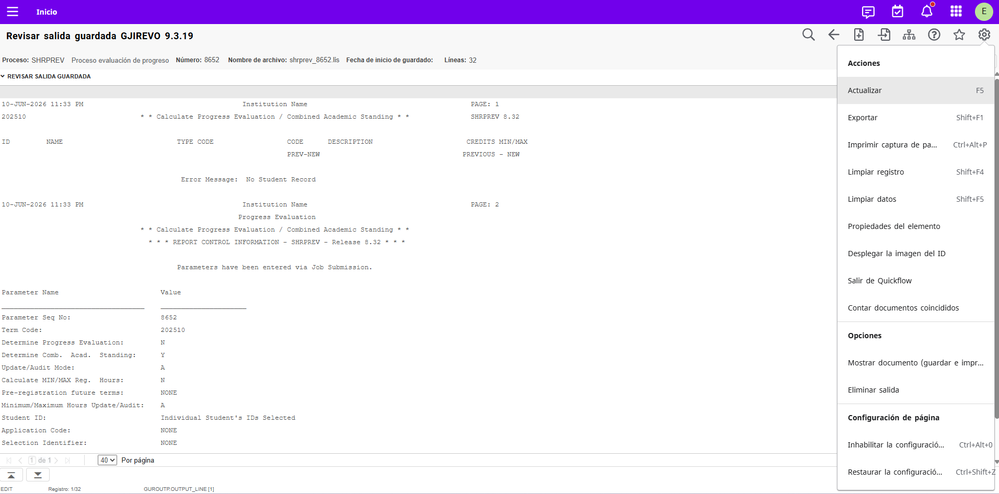 Inicio
E
Revisar salida guardada GJIREVO 9.3.19
Proceso: SHRPREV Proceso evaluación de progreso Número: 8652 Nombre de archivo: shrprev_8652.lis Fecha de inicio de guardado: Líneas: 32
REVISAR SALIDA GUARDADA
10-JUN-2026 11:33 PM Institution Name PAGE: 1
202510 * * Calculate Progress Evaluation / Combined Academic Standing * * SHRPREV 8.32
ID NAME TYPE CODE CODE DESCRIPTION CREDITS MIN/MAX
PREV-NEW PREVIOUS - NEW
Error Message: No Student Record
10-JUN-2026 11:33 PM Institution Name PAGE: 2
Progress Evaluation
* * Calculate Progress Evaluation / Combined Academic Standing * *
* * * REPORT CONTROL INFORMATION - SHRPREV - Release 8.32 * * *
Parameters have been entered via Job Submission.
Parameter Name Value
Parameter Seq No: 8652
Term Code: 202510
Determine Progress Evaluation: N
Determine Comb. Acad. Standing: Y
Update/Audit Mode: A
Calculate MIN/MAX Reg. Hours: N
Pre-registration future terms: NONE
Minimum/Maximum Hours Update/Audit: A
Student ID: Individual Student's IDs Selected
Application Code: NONE
Selection Identifier: NONE
1 de 1 40 Por página
EDIT Registro: 1/32 GUROUTP.OUTPUT_LINE [1]
Acciones
Actualizar F5
Exportar Shift+F1
Imprimir captura de pa... Ctrl+Alt+P
Limpiar registro Shift+F4
Limpiar datos Shift+F5
Propiedades del elemento
Desplegar la imagen del ID
Salir de Quickflow
Contar documentos coincididos
Opciones
Mostrar documento (guardar e impr...
Eliminar salida
Configuración de página
Inhabilitar la configuració... Ctrl+Alt+0
Restaurar la configuració... Ctrl+Shift+Z